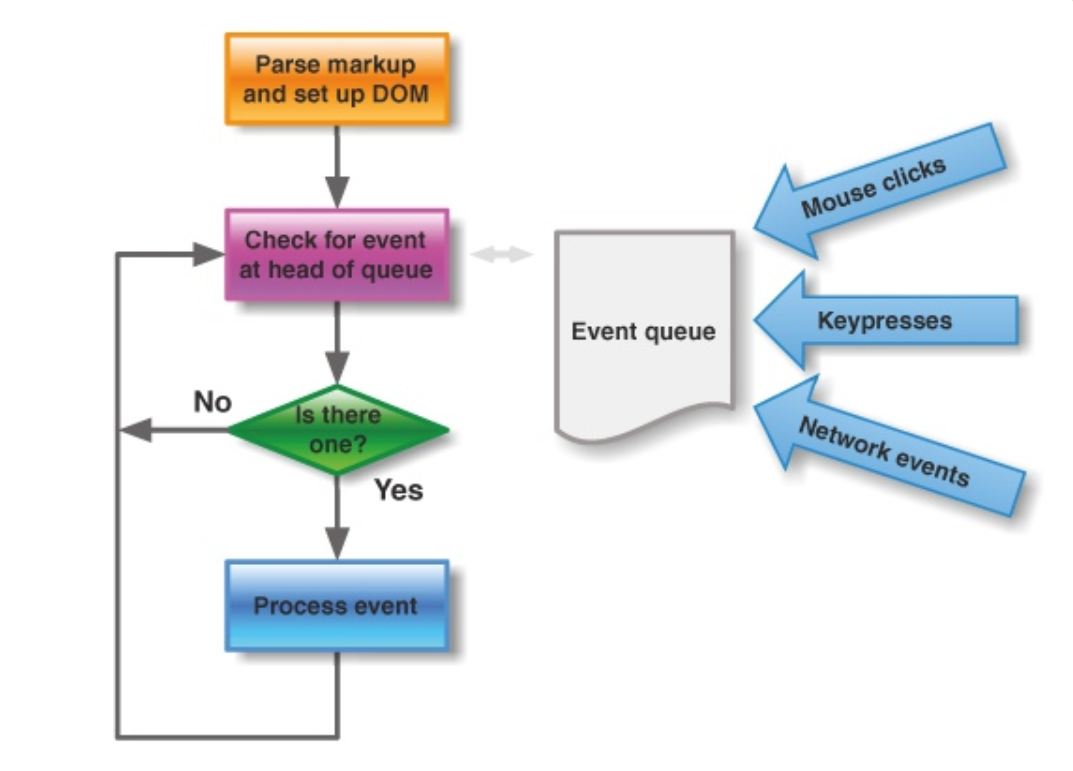 Parse markup
and set up DOM
Check for event
at head of queue
No
Is there
one?
Yes
Process event
Event queue
Mouse clicks
Keypresses
Network events